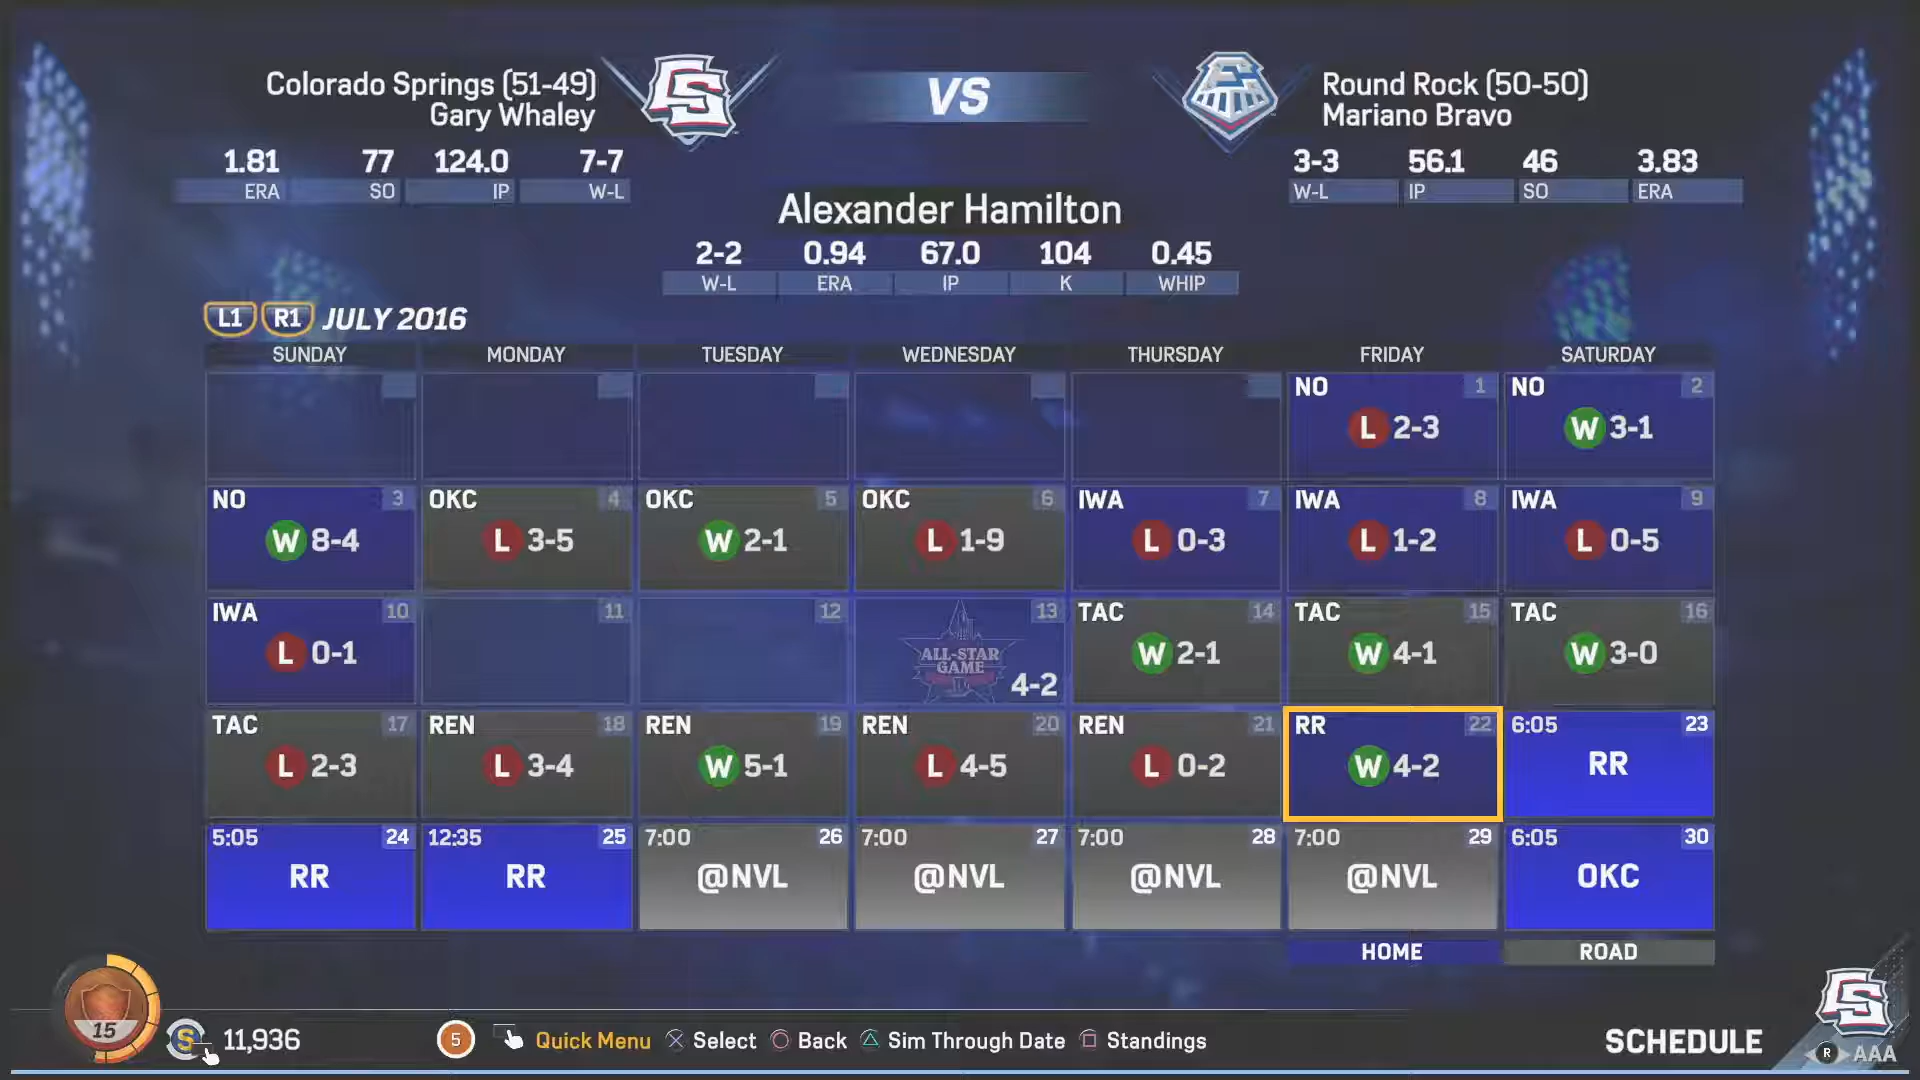 Colorado Springs (51-49)
Gary Whaley
1.81 77 124.0 7-7
ERA SO IP W-L
VS
Round Rock (50-50)
Mariano Bravo
3-3 56.1 46 3.83
W-L IP SO ERA
Alexander Hamilton
2-2 0.94 67.0 104 0.45
W-L ERA IP K WHIP
L1 R1 JULY 2016
SUNDAY MONDAY TUESDAY WEDNESDAY THURSDAY FRIDAY SATURDAY
NO 1 NO 2
L 2-3 W 3-1
NO 3 OKC 4 OKC 5 OKC 6 IWA 7 IWA 8 IWA 9
W 8-4 L 3-5 W 2-1 L 1-9 L 0-3 L 1-2 L 0-5
IWA 10 11 12 13 TAC 14 TAC 15 TAC 16
L 0-1 ALL-STAR GAME 4-2 W 2-1 W 4-1 W 3-0
TAC 17 REN 18 REN 19 REN 20 REN 21 RR 22 6:05 23
L 2-3 L 3-4 W 5-1 L 4-5 L 0-2 W 4-2 RR
5:05 24 12:35 25 7:00 26 7:00 27 7:00 28 7:00 29 6:05 30
RR RR @NVL @NVL @NVL @NVL OKC
HOME ROAD
15 S 11,936 5 Quick Menu Select Back Sim Through Date Standings
SCHEDULE
R AAA